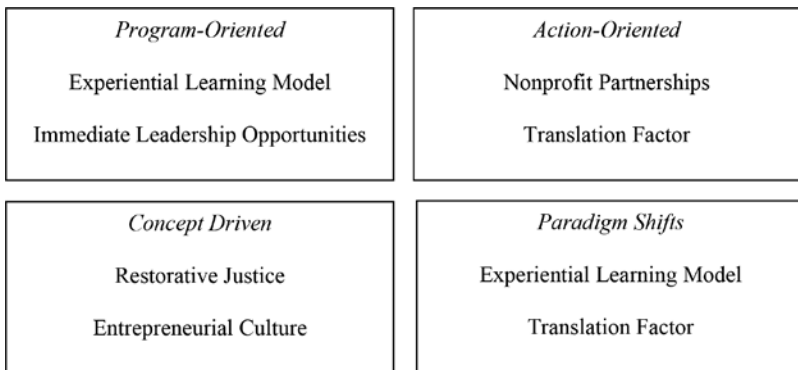 Program-Oriented
Experiential Learning Model
Immediate Leadership Opportunities
Action-Oriented
Nonprofit Partnerships
Translation Factor
Concept Driven
Restorative Justice
Entrepreneurial Culture
Paradigm Shifts
Experiential Learning Model
Translation Factor